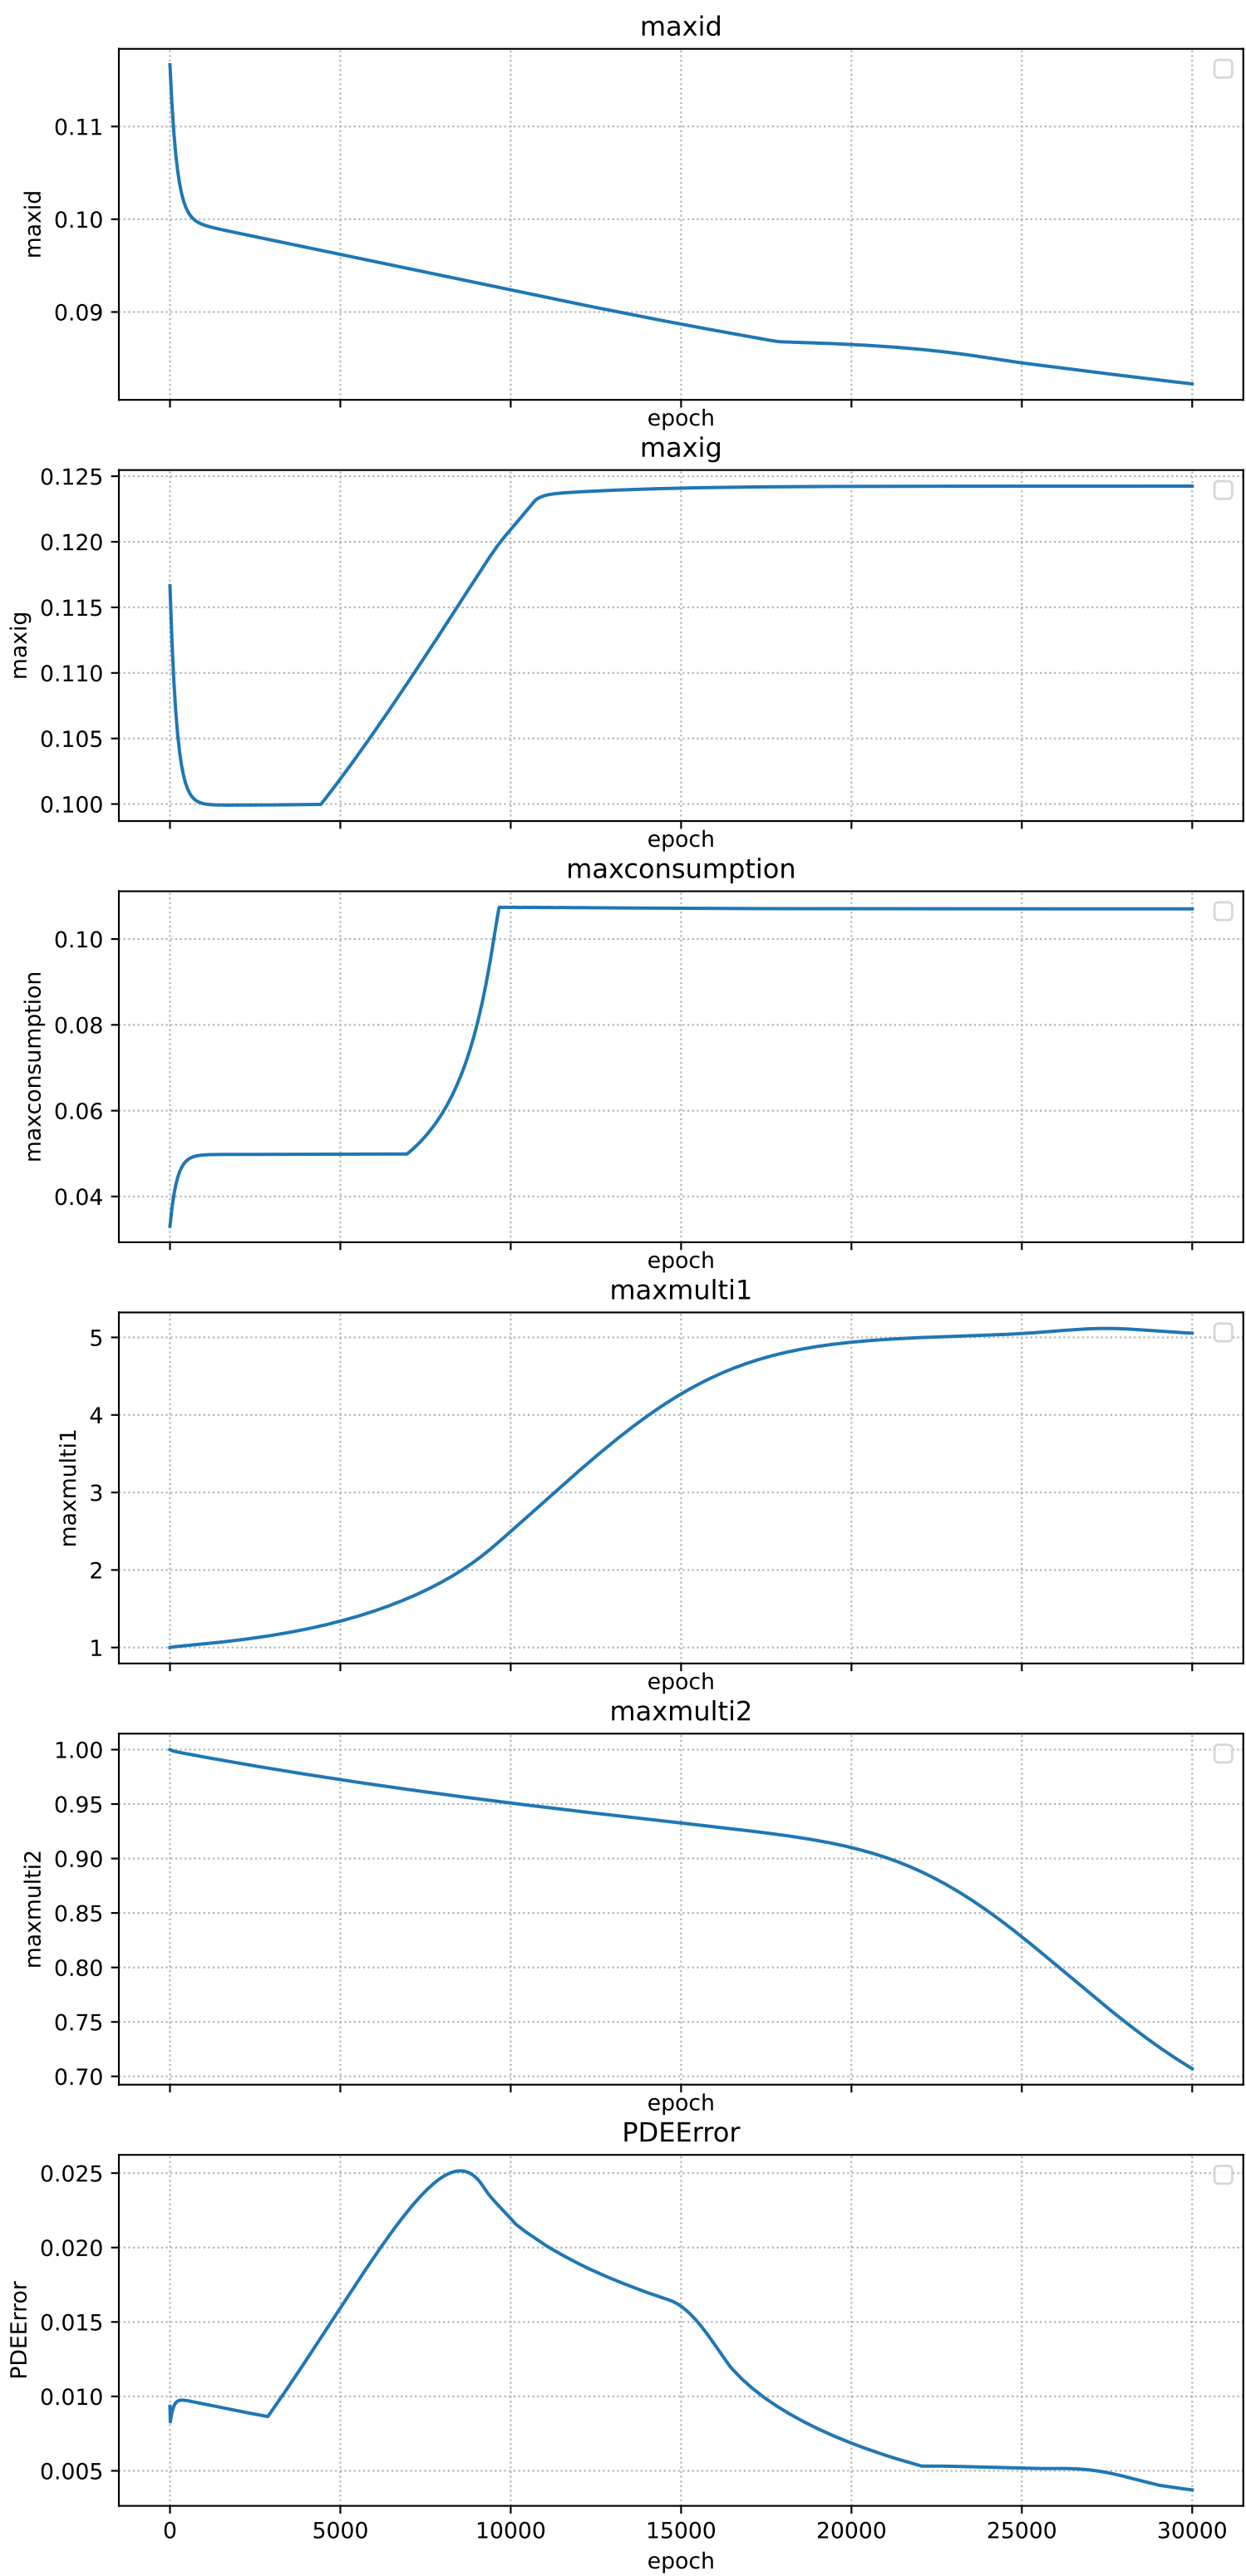 maxid
0.11
0.10
0.09
maxid
epoch
maxig
0.125
0.120
0.115
0.110
0.105
0.100
maxig
epoch
maxconsumption
0.10
0.08
0.06
0.04
maxconsumption
epoch
maxmulti1
5
4
3
2
1
maxmulti1
epoch
maxmulti2
1.00
0.95
0.90
0.85
0.80
0.75
0.70
maxmulti2
epoch
PDEError
0.025
0.020
0.015
0.010
0.005
PDEError
0 5000 10000 15000 20000 25000 30000
epoch